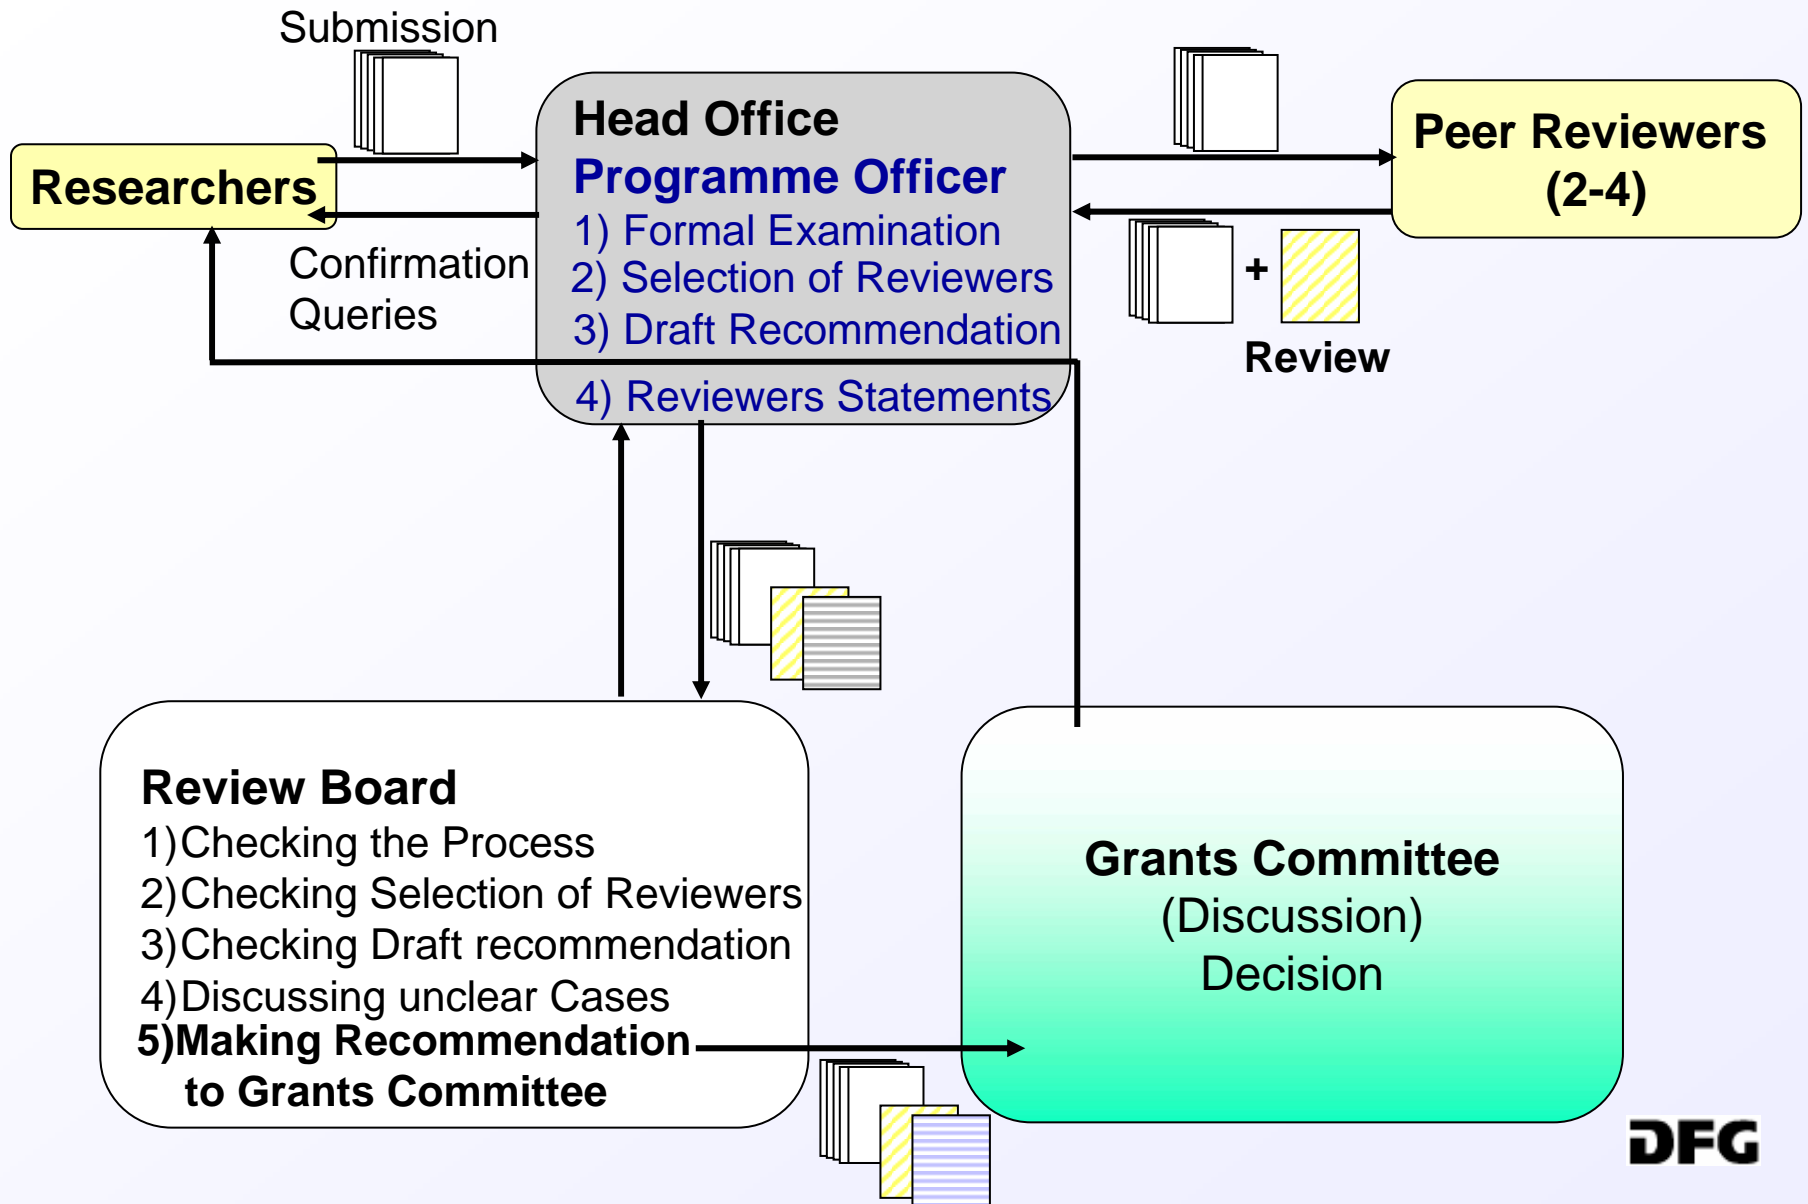 Submission
Researchers
Confirmation
Queries
Head Office
Programme Officer
1) Formal Examination
2) Selection of Reviewers
3) Draft Recommendation
4) Reviewers Statements
Peer Reviewers
(2-4)
+
Review
Review Board
1)Checking the Process
2)Checking Selection of Reviewers
3)Checking Draft recommendation
4)Discussing unclear Cases
5)Making Recommendation
to Grants Committee
Grants Committee
(Discussion)
Decision
DFG